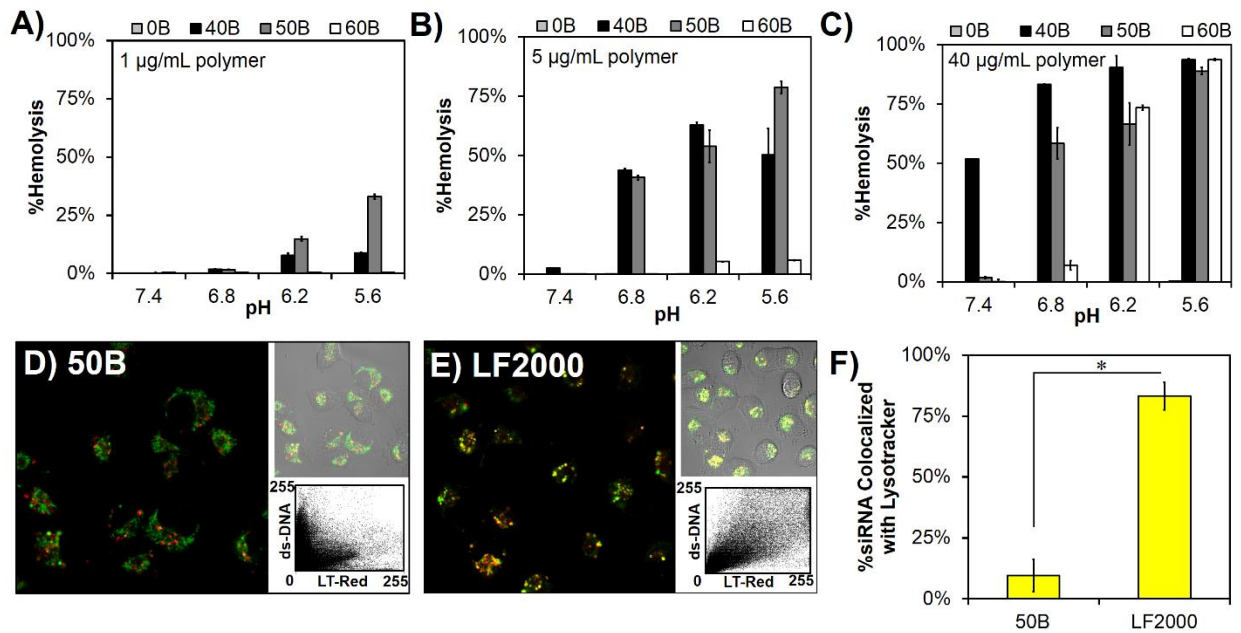 A)
0B 40B 50B 60B
100%
75%
50%
25%
0%
%Hemolysis
1 µg/mL polymer
7.4 6.8 6.2 5.6
pH
B)
0B 40B 50B 60B
100%
75%
50%
25%
0%
%Hemolysis
5 µg/mL polymer
7.4 6.8 6.2 5.6
pH
C)
0B 40B 50B 60B
100%
75%
50%
25%
0%
%Hemolysis
40 µg/mL polymer
7.4 6.8 6.2 5.6
pH
D) 50B
255
ds-DNA
0 LT-Red 255
E) LF2000
255
ds-DNA
0 LT-Red 255
F)
100%
75%
50%
25%
0%
%siRNA Colocalized
with Lysotracker
*
50B LF2000